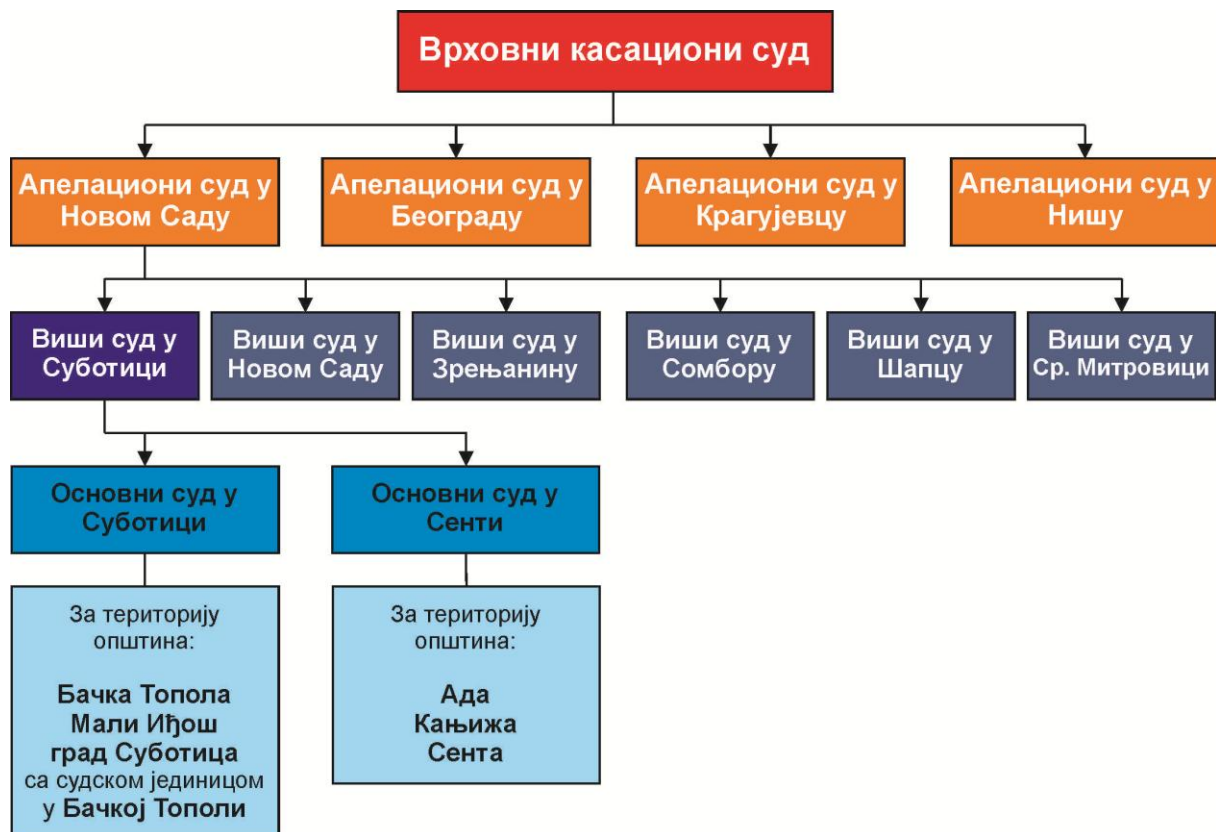 Врховни касациони суд
Апелациони суд у
Новом Саду
Апелациони суд у
Београду
Апелациони суд у
Крагујевцу
Апелациони суд у
Нишу
Виши суд у
Суботици
Виши суд у
Новом Саду
Виши суд у
Зрењанину
Виши суд у
Сомбору
Виши суд у
Шапцу
Виши суд у
Ср. Митровици
Основни суд у
Суботици
Основни суд у
Сенти
За територију
општина:
Бачка Топола
Мали Иђош
град Суботица
са судском јединицом
у Бачкој Тополи
За територију
општина:
Ада
Кањижа
Сента